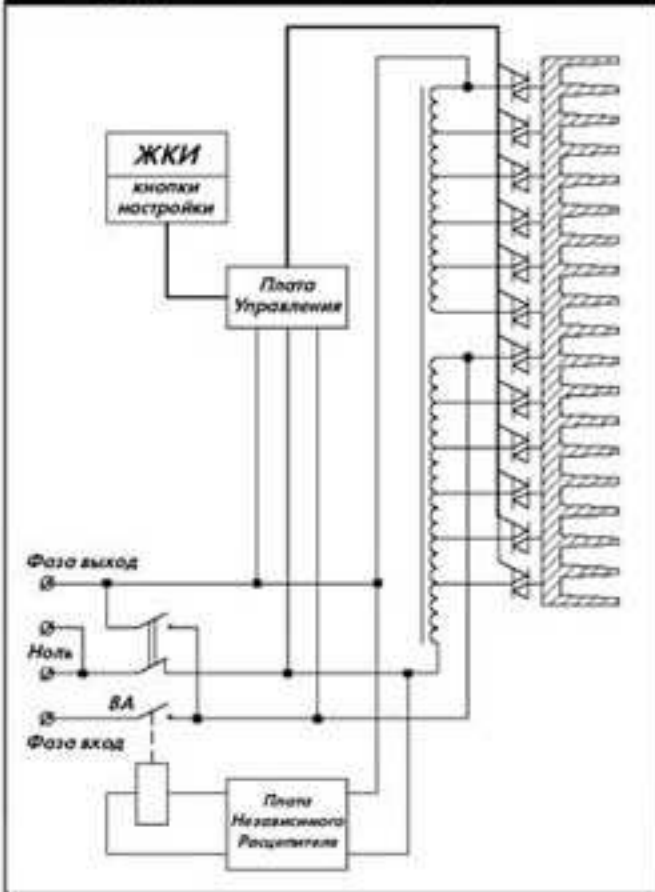 ЖКИ
кнопки
настройки
Плата
Управления
Фаза выход
Ноль
ВА
Фаза вход
Плата
Независимого
Расцепителя